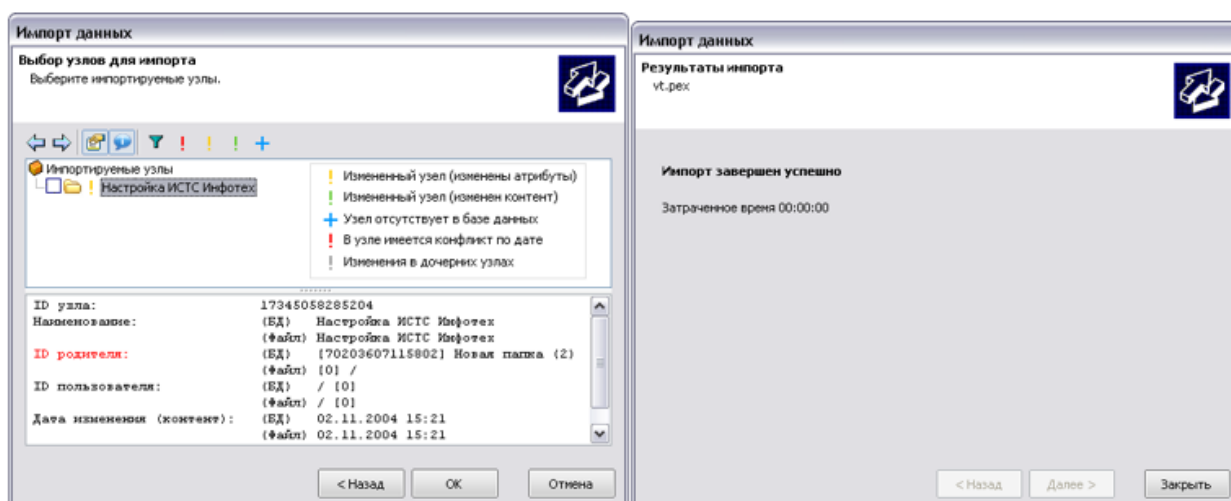 Импорт данных
Выбор узлов для импорта
Выберите импортируемые узлы.
Импортируемые узлы
Настройка ИСТС Инфотех
Измененный узел (изменены атрибуты)
Измененный узел (изменен контент)
Узел отсутствует в базе данных
В узле имеется конфликт по дате
Изменения в дочерних узлах
ID узла: 17345058285204
Наименование: (БД) Настройка ИСТС Инфотех
(Файл) Настройка ИСТС Инфотех
ID родителя: (БД) [70203607115802] Новая папка (2)
(Файл) [0] /
ID пользователя: (БД) / [0]
(Файл) / [0]
Дата изменения (контент): (БД) 02.11.2004 15:21
(Файл) 02.11.2004 15:21
< Назад OK Отмена
Импорт данных
Результаты импорта
vt.pex
Импорт завершен успешно
Затраченное время 00:00:00
< Назад Далее > Закрыть